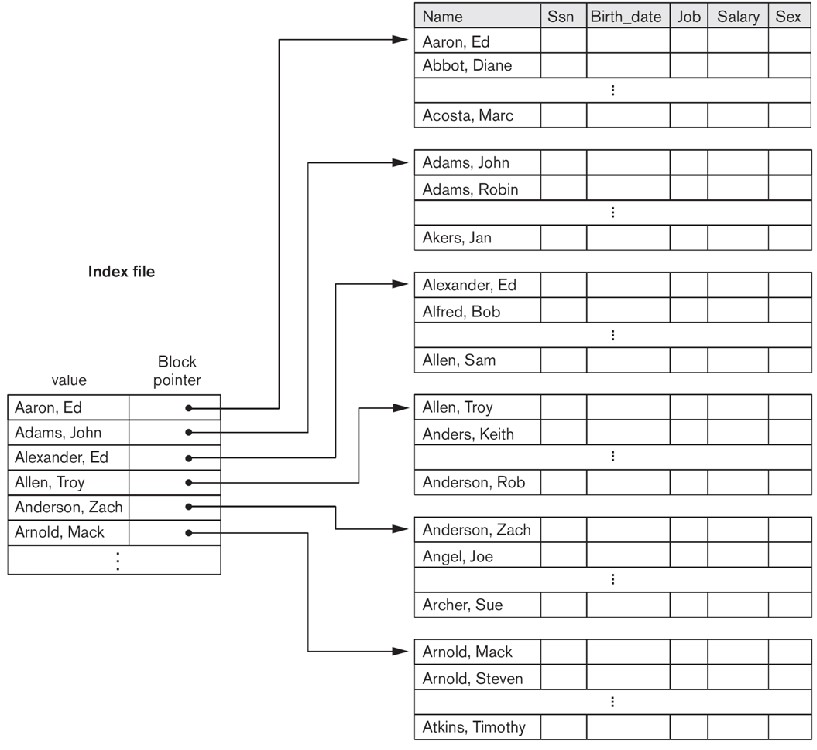 Index file
value Block pointer
Aaron, Ed
Adams, John
Alexander, Ed
Allen, Troy
Anderson, Zach
Arnold, Mack
⋮
Name Ssn Birth_date Job Salary Sex
Aaron, Ed
Abbot, Diane
⋮
Acosta, Marc
Adams, John
Adams, Robin
⋮
Akers, Jan
Alexander, Ed
Alfred, Bob
⋮
Allen, Sam
Allen, Troy
Anders, Keith
⋮
Anderson, Rob
Anderson, Zach
Angel, Joe
⋮
Archer, Sue
Arnold, Mack
Arnold, Steven
⋮
Atkins, Timothy